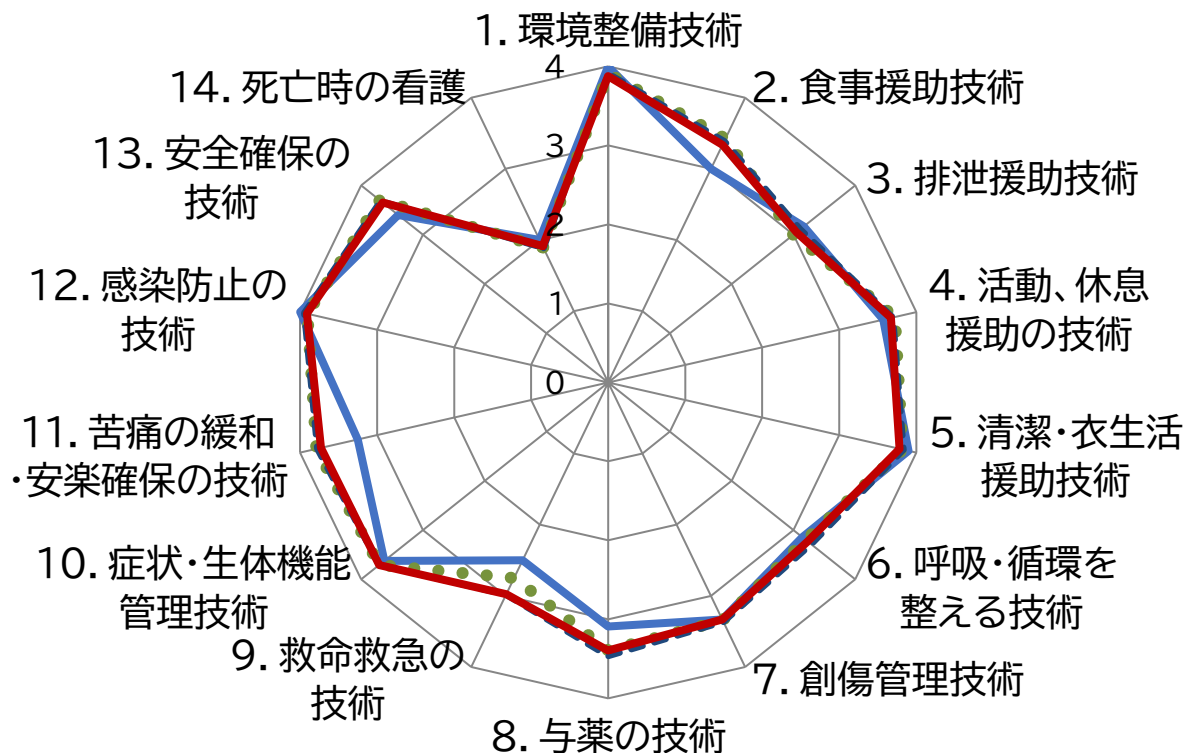 1. 環境整備技術
2. 食事援助技術
3. 排泄援助技術
4. 活動、休息
援助の技術
5. 清潔・衣生活
援助技術
6. 呼吸・循環を
整える技術
7. 創傷管理技術
8. 与薬の技術
9. 救命救急の
技術
10. 症状・生体機能
管理技術
11. 苦痛の緩和
・安楽確保の技術
12. 感染防止の
技術
13. 安全確保の
技術
14. 死亡時の看護
4
3
2
1
0